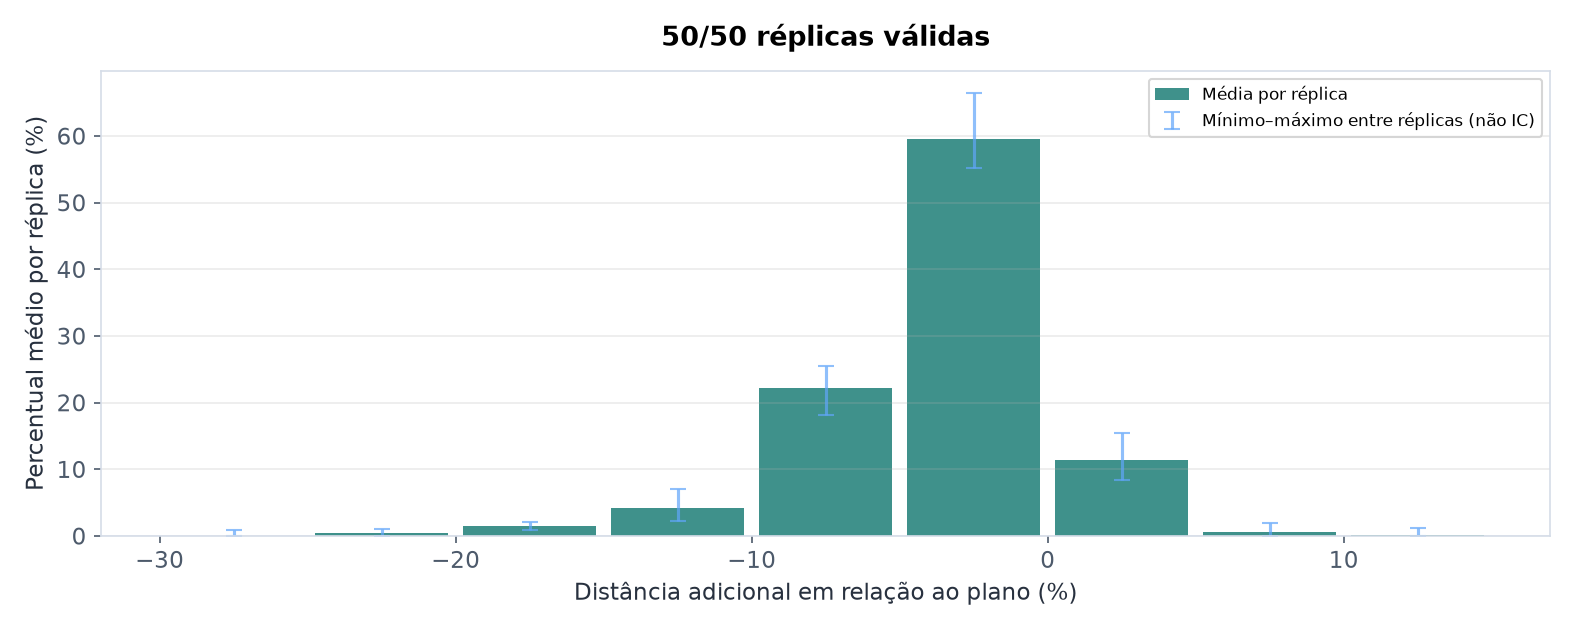 50/50 réplicas válidas
Média por réplica
Mínimo–máximo entre réplicas (não IC)
Percentual médio por réplica (%)
60
50
40
30
20
10
0
−30
−20
−10
0
10
Distância adicional em relação ao plano (%)